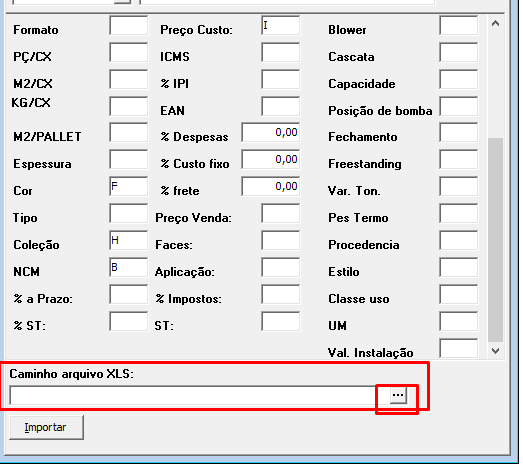 Formato Preço Custo: I Blower
PÇ/CX ICMS Cascata
M2/CX % IPI Capacidade
KG/CX EAN Posição de bomba
M2/PALLET % Despesas 0,00 Fechamento
Espessura % Custo fixo 0,00 Freestanding
Cor F % frete 0,00 Var. Ton.
Tipo Preço Venda: Pes Termo
Coleção H Faces: Procedencia
NCM B Aplicação: Estilo
% a Prazo: % Impostos: Classe uso
% ST: ST: UM
Val. Instalação
Caminho arquivo XLS:
...
Importar